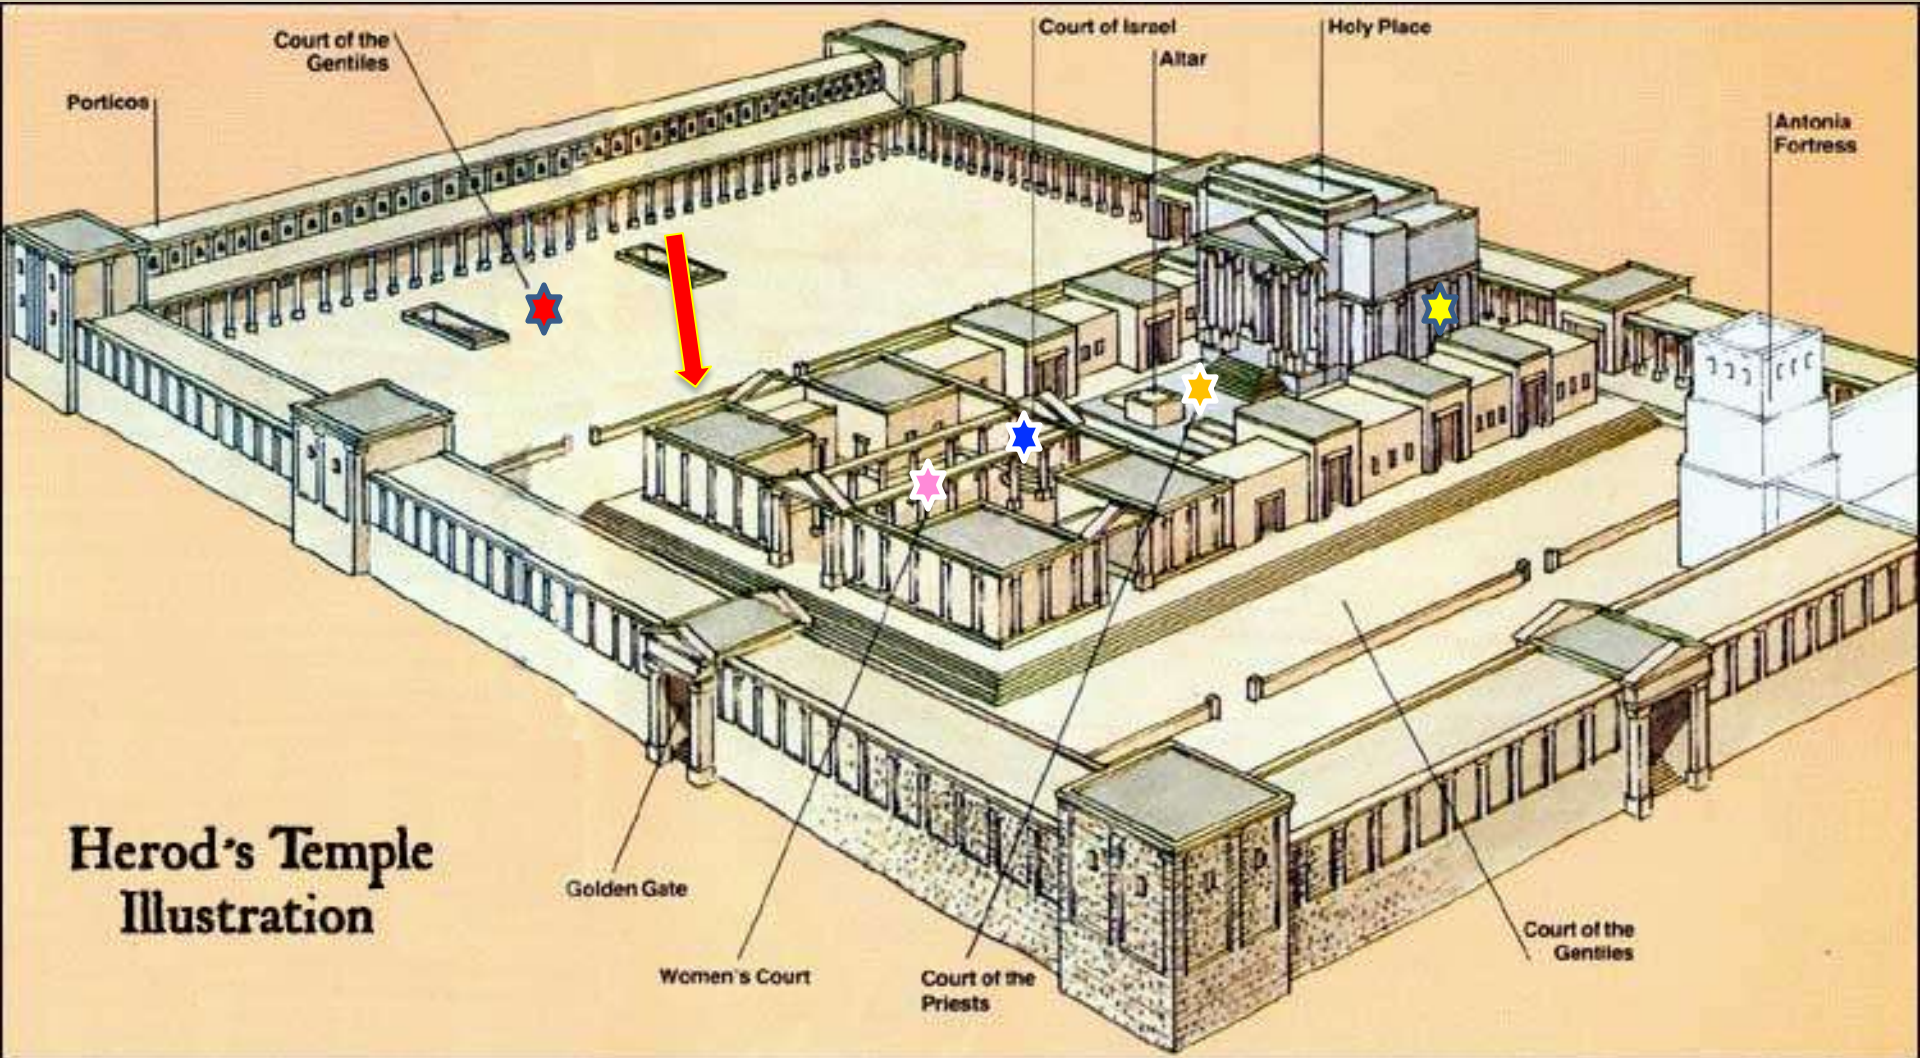 Court of the
Gentiles
Porticos
Court of Israel
Altar
Holy Place
Antonia
Fortress
Herod's Temple
Illustration
Golden Gate
Women's Court
Court of the
Priests
Court of the
Gentiles